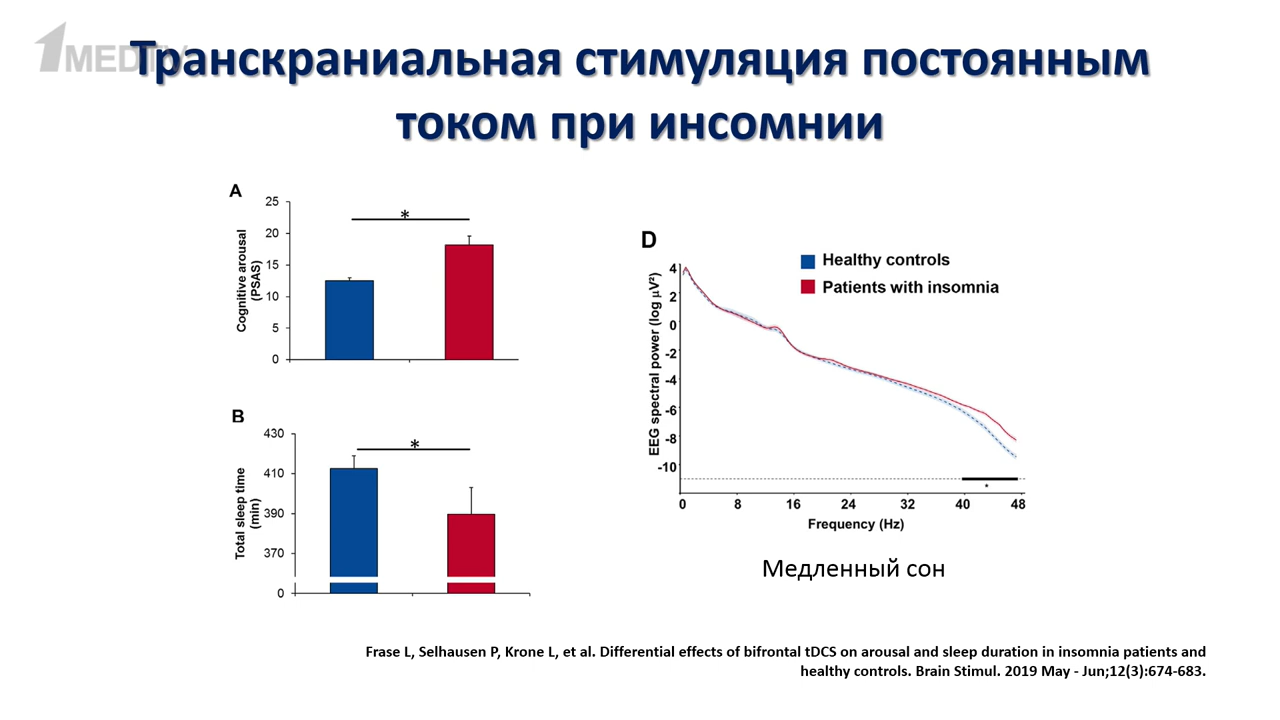 1MEDTV
Транскраниальная стимуляция постоянным
током при инсомнии
A
25
20
15
10
5
0
Cognitive arousal
(PSAS)
*
B
430
410
390
370
0
Total sleep time
(min)
*
D
Healthy controls
Patients with insomnia
4
2
0
-2
-4
-6
-8
-10
EEG spectral power (log µV²)
*
0 8 16 24 32 40 48
Frequency (Hz)
Медленный сон
Frase L, Selhausen P, Krone L, et al. Differential effects of bifrontal tDCS on arousal and sleep duration in insomnia patients and
healthy controls. Brain Stimul. 2019 May - Jun;12(3):674-683.